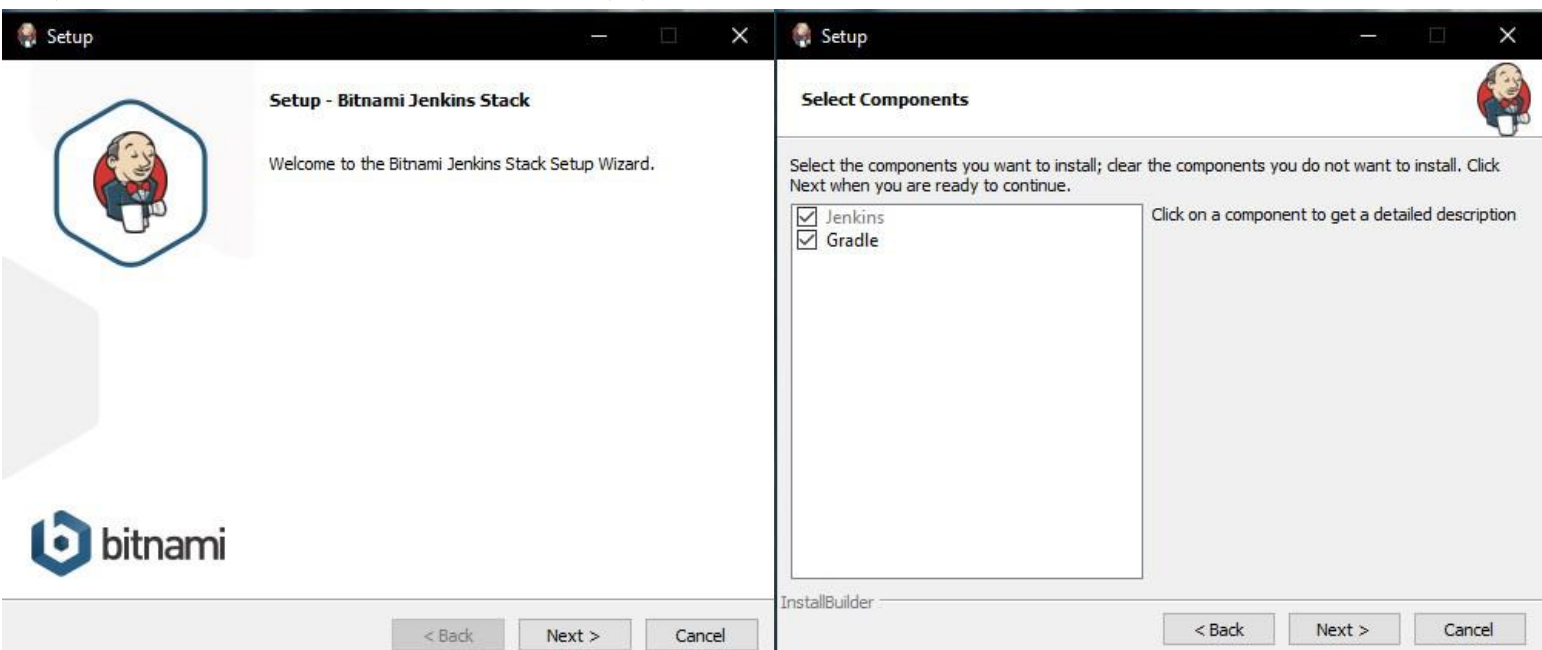 Setup
Setup - Bitnami Jenkins Stack
Welcome to the Bitnami Jenkins Stack Setup Wizard.
bitnami
< Back
Next >
Cancel
Setup
Select Components
Select the components you want to install; clear the components you do not want to install. Click
Next when you are ready to continue.
Jenkins
Gradle
Click on a component to get a detailed description
InstallBuilder
< Back
Next >
Cancel